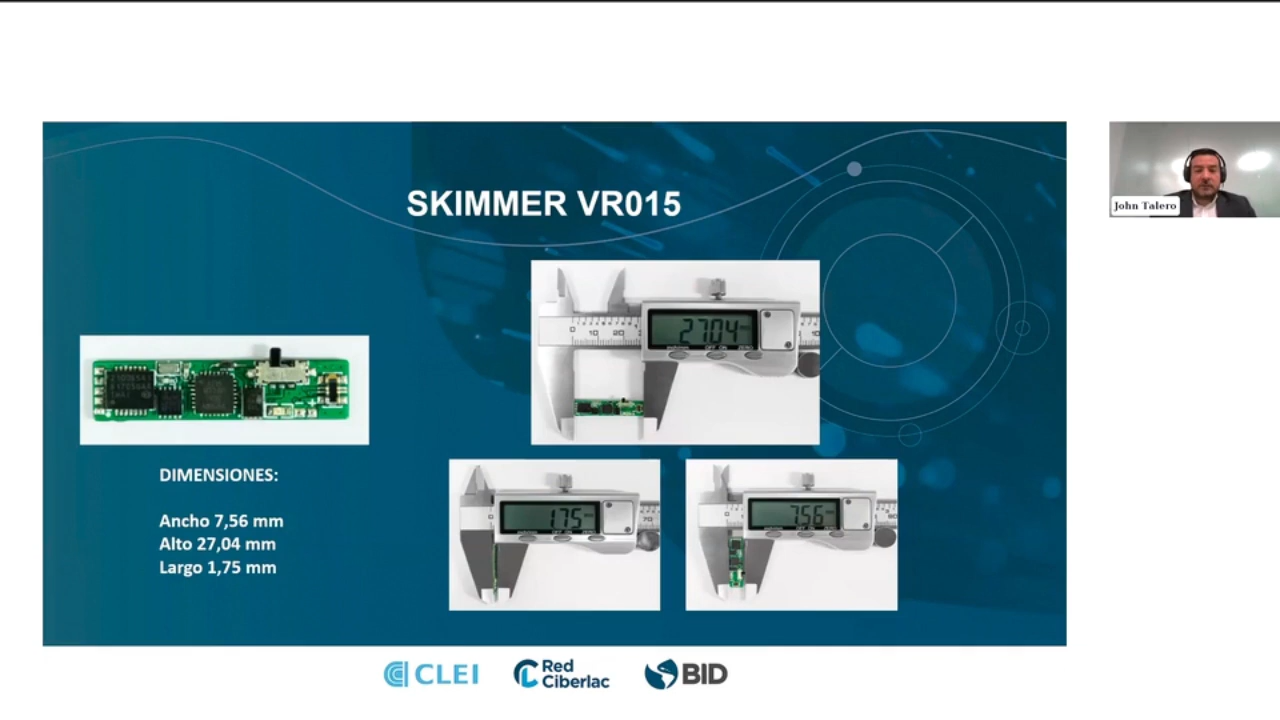 SKIMMER VR015
27.04
DIMENSIONES:
Ancho 7,56 mm
Alto 27,04 mm
Largo 1,75 mm
1.75
7.56
John Talero
CLEI
Red
Ciberlac
BID